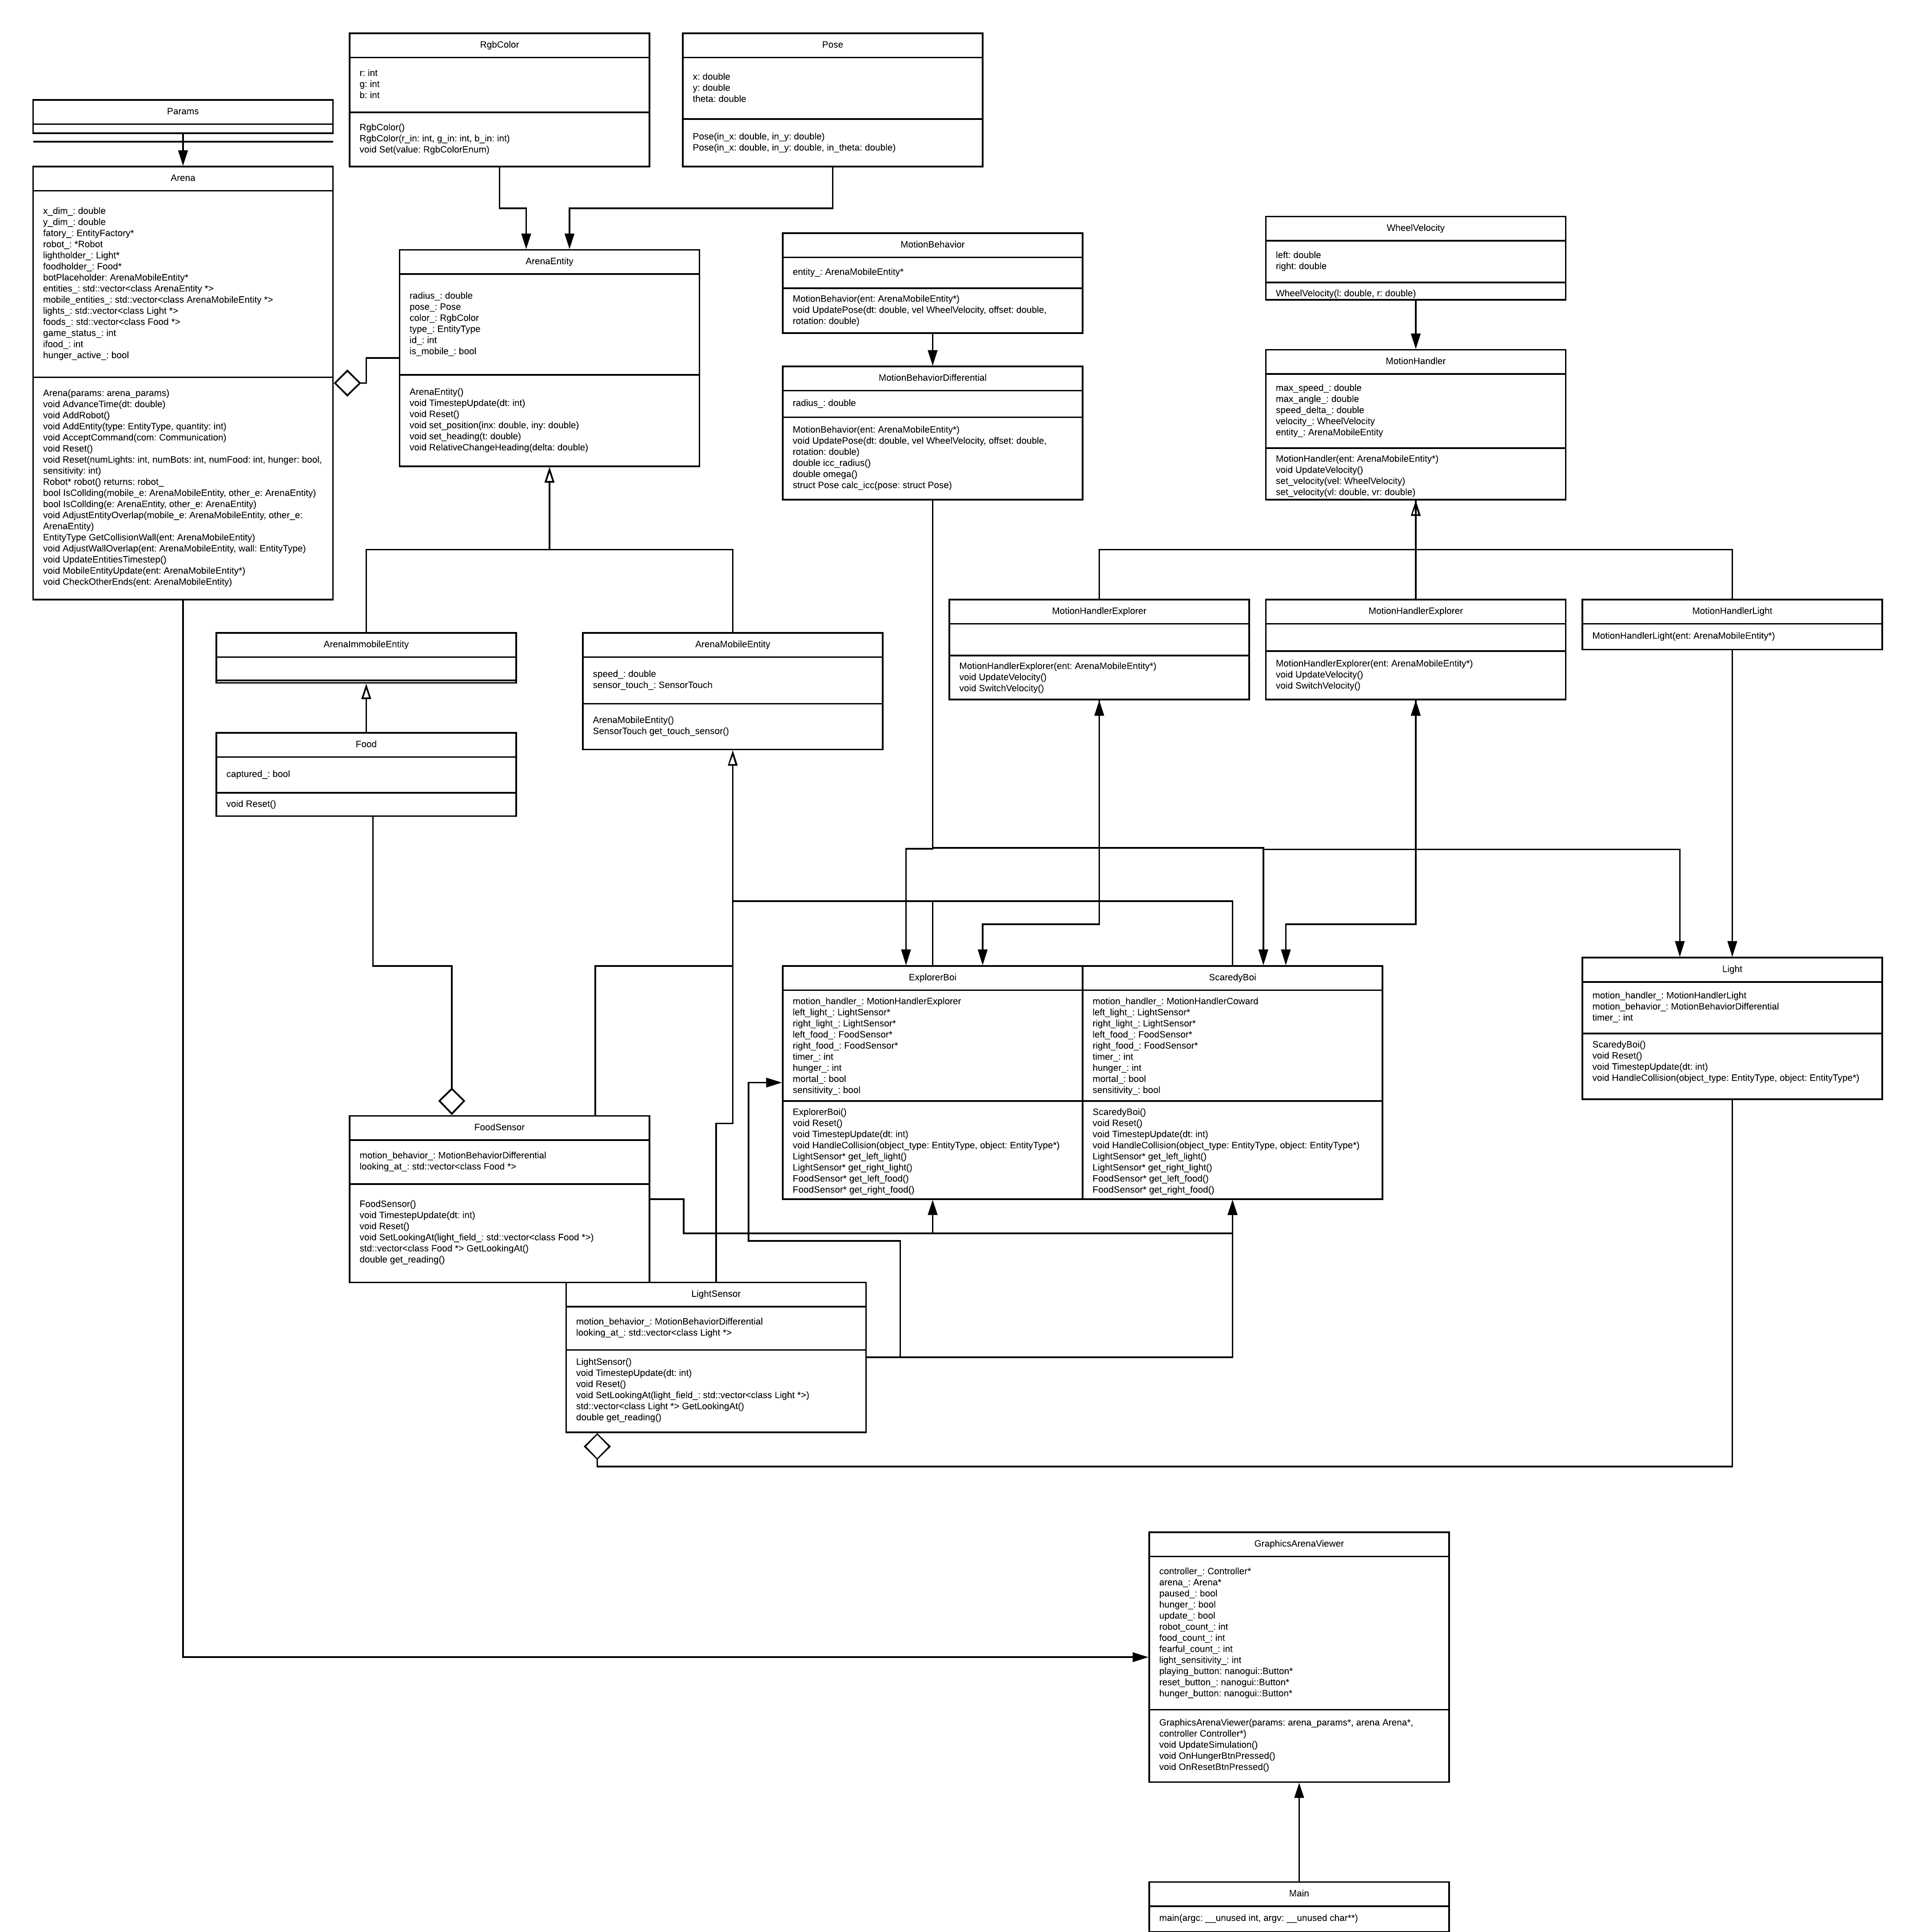 RgbColor
r: int
g: int
b: int
RgbColor()
RgbColor(r_in: int, g_in: int, b_in: int)
void Set(value: RgbColorEnum)
Pose
x: double
y: double
theta: double
Pose(in_x: double, in_y: double)
Pose(in_x: double, in_y: double, in_theta: double)
Params
Arena
x_dim_: double
y_dim_: double
fatory_: EntityFactory*
robot_: *Robot
lightholder_: Light*
foodholder_: Food*
botPlaceholder: ArenaMobileEntity*
entities_: std::vector<class ArenaEntity *>
mobile_entities_: std::vector<class ArenaMobileEntity *>
lights_: std::vector<class Light *>
foods_: std::vector<class Food *>
game_status_: int
ifood_: int
hunger_active_: bool
Arena(params: arena_params)
void AdvanceTime(dt: double)
void AddRobot()
void AddEntity(type: EntityType, quantity: int)
void AcceptCommand(com: Communication)
void Reset()
void Reset(numLights: int, numBots: int, numFood: int, hunger: bool,
sensitivity: int)
Robot* robot() returns: robot_
bool IsCollding(mobile_e: ArenaMobileEntity, other_e: ArenaEntity)
bool IsCollding(e: ArenaEntity, other_e: ArenaEntity)
void AdjustEntityOverlap(mobile_e: ArenaMobileEntity, other_e:
ArenaEntity)
EntityType GetCollisionWall(ent: ArenaMobileEntity)
void AdjustWallOverlap(ent: ArenaMobileEntity, wall: EntityType)
void UpdateEntitiesTimestep()
void MobileEntityUpdate(ent: ArenaMobileEntity*)
void CheckOtherEnds(ent: ArenaMobileEntity)
ArenaEntity
radius_: double
pose_: Pose
color_: RgbColor
type_: EntityType
id_: int
is_mobile_: bool
ArenaEntity()
void TimestepUpdate(dt: int)
void Reset()
void set_position(inx: double, iny: double)
void set_heading(t: double)
void RelativeChangeHeading(delta: double)
MotionBehavior
entity_: ArenaMobileEntity*
MotionBehavior(ent: ArenaMobileEntity*)
void UpdatePose(dt: double, vel WheelVelocity, offset: double,
rotation: double)
MotionBehaviorDifferential
radius_: double
MotionBehavior(ent: ArenaMobileEntity*)
void UpdatePose(dt: double, vel WheelVelocity, offset: double,
rotation: double)
double icc_radius()
double omega()
struct Pose calc_icc(pose: struct Pose)
WheelVelocity
left: double
right: double
WheelVelocity(l: double, r: double)
MotionHandler
max_speed_: double
max_angle_: double
speed_delta_: double
velocity_: WheelVelocity
entity_: ArenaMobileEntity
MotionHandler(ent: ArenaMobileEntity*)
void UpdateVelocity()
set_velocity(vel: WheelVelocity)
set_velocity(vl: double, vr: double)
MotionHandlerExplorer
MotionHandlerExplorer(ent: ArenaMobileEntity*)
void UpdateVelocity()
void SwitchVelocity()
MotionHandlerExplorer
MotionHandlerExplorer(ent: ArenaMobileEntity*)
void UpdateVelocity()
void SwitchVelocity()
MotionHandlerLight
MotionHandlerLight(ent: ArenaMobileEntity*)
ArenaImmobileEntity
ArenaMobileEntity
speed_: double
sensor_touch_: SensorTouch
ArenaMobileEntity()
SensorTouch get_touch_sensor()
Food
captured_: bool
void Reset()
ExplorerBoi
motion_handler_: MotionHandlerExplorer
left_light_: LightSensor*
right_light_: LightSensor*
left_food_: FoodSensor*
right_food_: FoodSensor*
timer_: int
hunger_: int
mortal_: bool
sensitivity_: bool
ExplorerBoi()
void Reset()
void TimestepUpdate(dt: int)
void HandleCollision(object_type: EntityType, object: EntityType*)
LightSensor* get_left_light()
LightSensor* get_right_light()
FoodSensor* get_left_food()
FoodSensor* get_right_food()
ScaredyBoi
motion_handler_: MotionHandlerCoward
left_light_: LightSensor*
right_light_: LightSensor*
left_food_: FoodSensor*
right_food_: FoodSensor*
timer_: int
hunger_: int
mortal_: bool
sensitivity_: bool
ScaredyBoi()
void Reset()
void TimestepUpdate(dt: int)
void HandleCollision(object_type: EntityType, object: EntityType*)
LightSensor* get_left_light()
LightSensor* get_right_light()
FoodSensor* get_left_food()
FoodSensor* get_right_food()
Light
motion_handler_: MotionHandlerLight
motion_behavior_: MotionBehaviorDifferential
timer_: int
ScaredyBoi()
void Reset()
void TimestepUpdate(dt: int)
void HandleCollision(object_type: EntityType, object: EntityType*)
FoodSensor
motion_behavior_: MotionBehaviorDifferential
looking_at_: std::vector<class Food *>
FoodSensor()
void TimestepUpdate(dt: int)
void Reset()
void SetLookingAt(light_field_: std::vector<class Food *>)
std::vector<class Food *> GetLookingAt()
double get_reading()
LightSensor
motion_behavior_: MotionBehaviorDifferential
looking_at_: std::vector<class Light *>
LightSensor()
void TimestepUpdate(dt: int)
void Reset()
void SetLookingAt(light_field_: std::vector<class Light *>)
std::vector<class Light *> GetLookingAt()
double get_reading()
GraphicsArenaViewer
controller_: Controller*
arena_: Arena*
paused_: bool
hunger_: bool
update_: bool
robot_count_: int
food_count_: int
fearful_count_: int
light_sensitivity_: int
playing_button: nanogui::Button*
reset_button_: nanogui::Button*
hunger_button: nanogui::Button*
GraphicsArenaViewer(params: arena_params*, arena Arena*,
controller Controller*)
void UpdateSimulation()
void OnHungerBtnPressed()
void OnResetBtnPressed()
Main
main(argc: __unused int, argv: __unused char**)